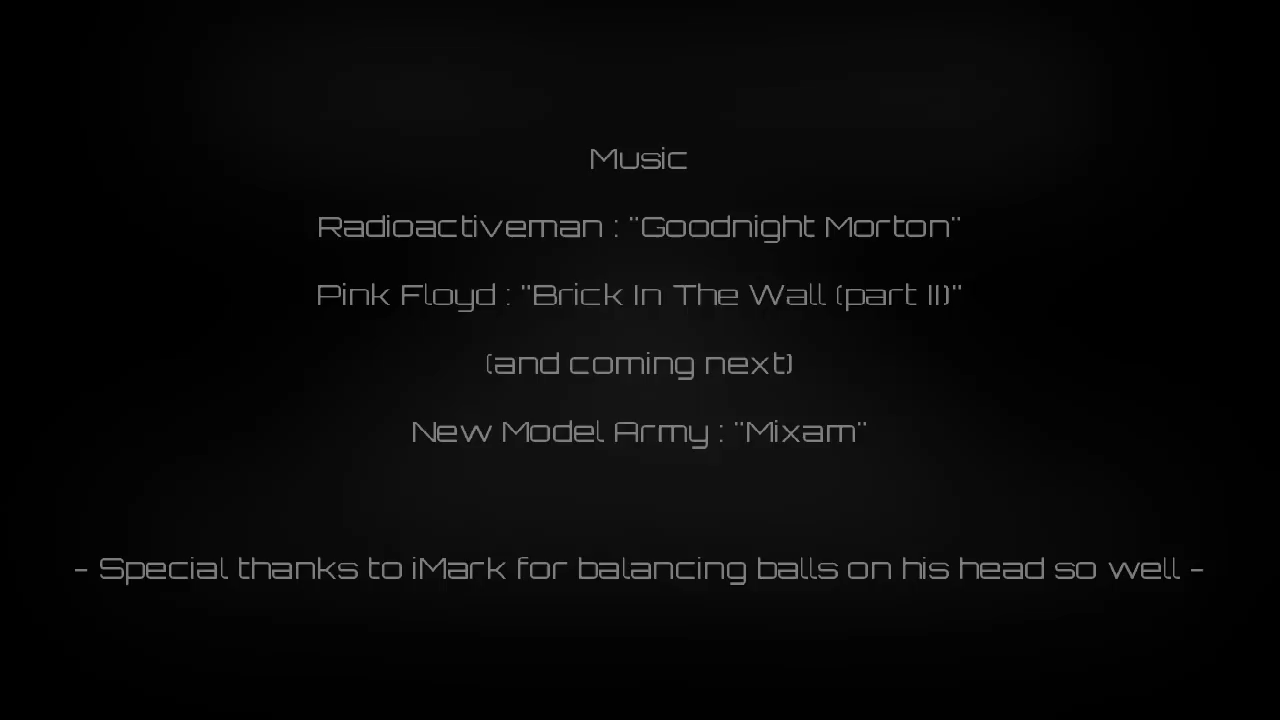 Music
Radioactiveman : "Goodnight Morton"
Pink Floyd : "Brick In The Wall (part II)"
(and coming next)
New Model Army : "Mixam"
- Special thanks to iMark for balancing balls on his head so well -